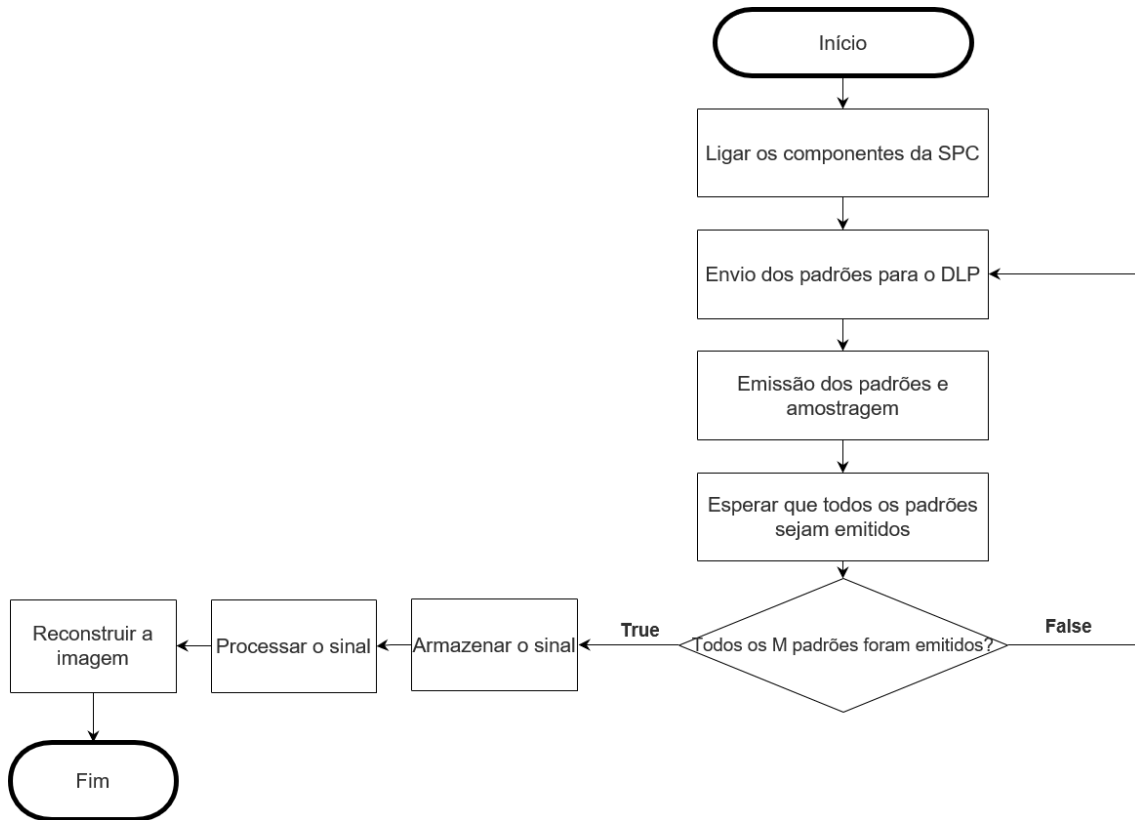 Início
Ligar os componentes da SPC
Envio dos padrões para o DLP
Emissão dos padrões e
amostragem
Esperar que todos os padrões
sejam emitidos
Todos os M padrões foram emitidos?
True
False
Armazenar o sinal
Processar o sinal
Reconstruir a
imagem
Fim